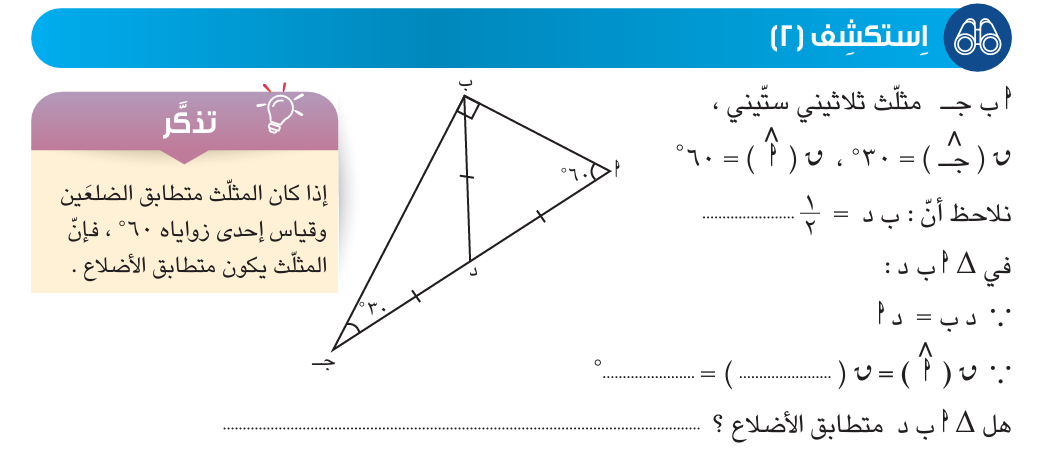 اِستكشِف (٢)
أ ب جـ مثلّث ثلاثيني ستّيني ،
ن ( جـ^ ) = ٣٠° ، ن ( أ^ ) = ٦٠°
نلاحظ أنّ : ب د = ١/٢ .......................
في Δ أ ب د :
∵ د ب = د أ
∵ ن ( أ^ ) = ن ( ....................... ) = .......................°
هل Δ أ ب د متطابق الأضلاع ؟ ........................................................
ب
أ
٦٠°
د
٣٠°
جـ
تذكَّر
إذا كان المثلّث متطابق الضلعَين
وقياس إحدى زواياه ٦٠° ، فإنّ
المثلّث يكون متطابق الأضلاع .